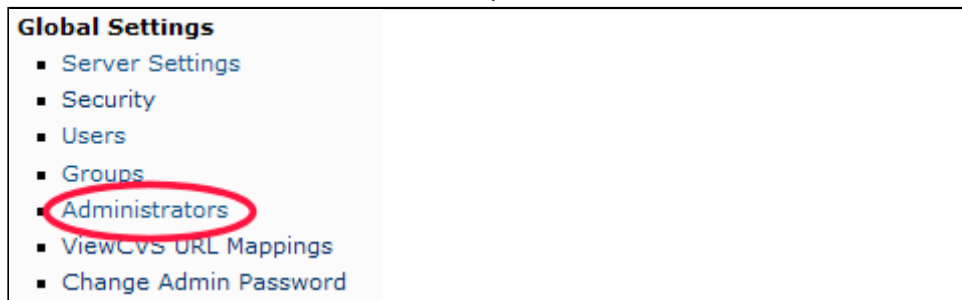 Global Settings
Server Settings
Security
Users
Groups
Administrators
ViewCVS URL Mappings
Change Admin Password